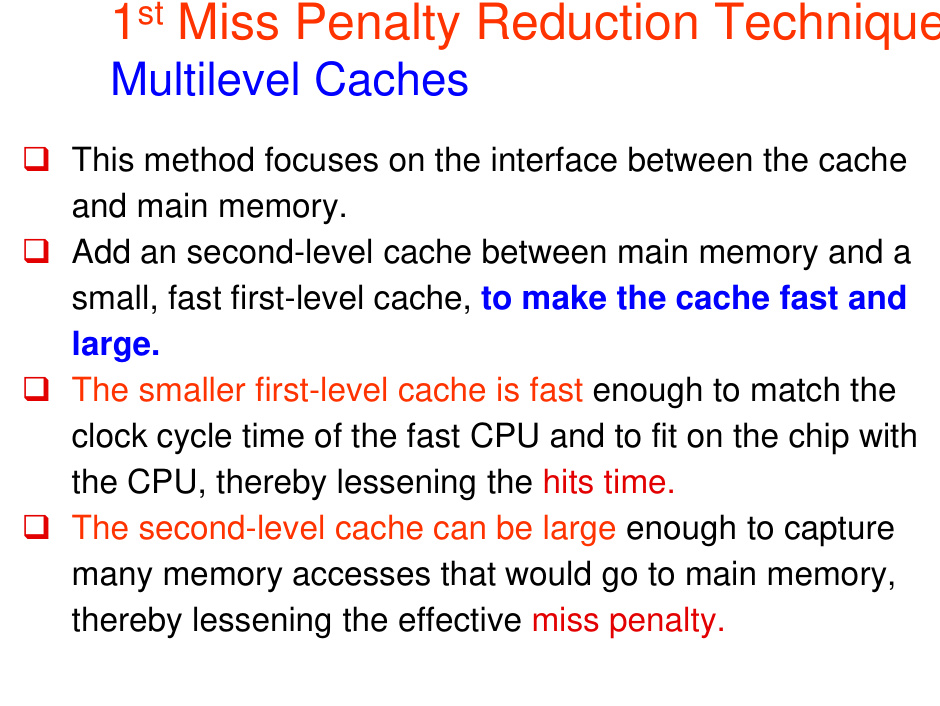 1st Miss Penalty Reduction Technique
Multilevel Caches
❑ This method focuses on the interface between the cache
and main memory.
❑ Add an second-level cache between main memory and a
small, fast first-level cache, to make the cache fast and
large.
❑ The smaller first-level cache is fast enough to match the
clock cycle time of the fast CPU and to fit on the chip with
the CPU, thereby lessening the hits time.
❑ The second-level cache can be large enough to capture
many memory accesses that would go to main memory,
thereby lessening the effective miss penalty.